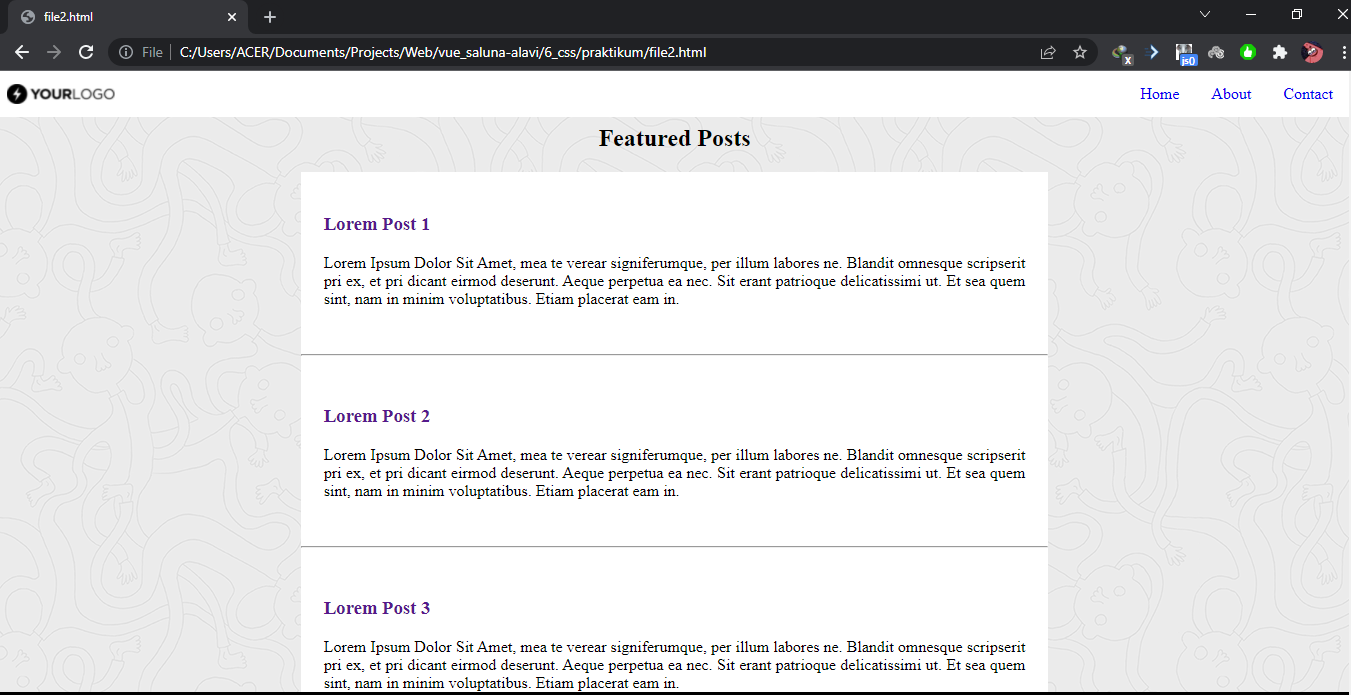 file2.html
File
C:/Users/ACER/Documents/Projects/Web/vue_saluna-alavi/6_css/praktikum/file2.html
X
js()
YOURLOGO
Home About Contact
Featured Posts
Lorem Post 1
Lorem Ipsum Dolor Sit Amet, mea te verear signiferumque, per illum labores ne. Blandit omnesque scripserit
pri ex, et pri dicant eirmod deserunt. Aeque perpetua ea nec. Sit erant patrioque delicatissimi ut. Et sea quem
sint, nam in minim voluptatibus. Etiam placerat eam in.
Lorem Post 2
Lorem Ipsum Dolor Sit Amet, mea te verear signiferumque, per illum labores ne. Blandit omnesque scripserit
pri ex, et pri dicant eirmod deserunt. Aeque perpetua ea nec. Sit erant patrioque delicatissimi ut. Et sea quem
sint, nam in minim voluptatibus. Etiam placerat eam in.
Lorem Post 3
Lorem Ipsum Dolor Sit Amet, mea te verear signiferumque, per illum labores ne. Blandit omnesque scripserit
pri ex, et pri dicant eirmod deserunt. Aeque perpetua ea nec. Sit erant patrioque delicatissimi ut. Et sea quem
sint, nam in minim voluptatibus. Etiam placerat eam in.